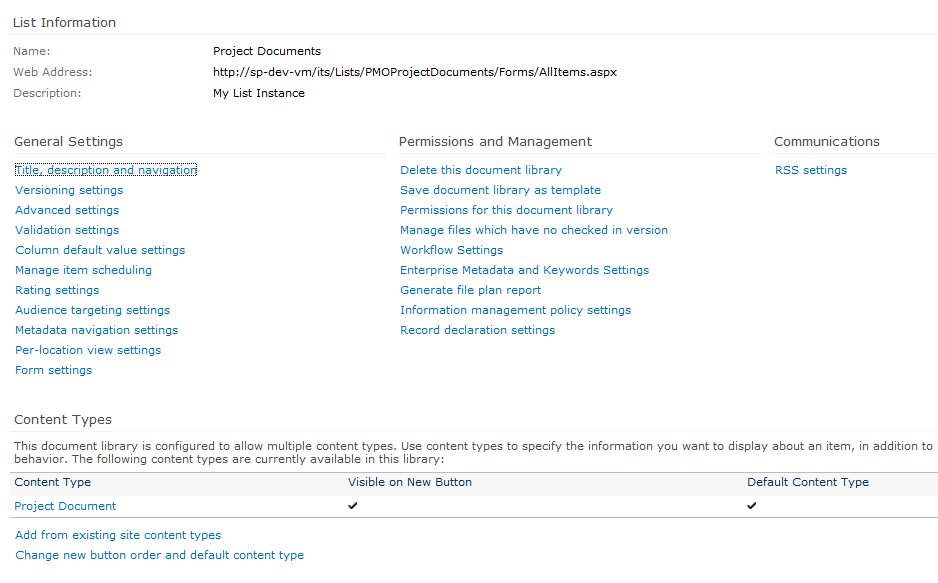 List Information
Name: Project Documents
Web Address: http://sp-dev-vm/its/Lists/PMOProjectDocuments/Forms/AllItems.aspx
Description: My List Instance
General Settings
Title, description and navigation
Versioning settings
Advanced settings
Validation settings
Column default value settings
Manage item scheduling
Rating settings
Audience targeting settings
Metadata navigation settings
Per-location view settings
Form settings
Permissions and Management
Delete this document library
Save document library as template
Permissions for this document library
Manage files which have no checked in version
Workflow Settings
Enterprise Metadata and Keywords Settings
Generate file plan report
Information management policy settings
Record declaration settings
Communications
RSS settings
Content Types
This document library is configured to allow multiple content types. Use content types to specify the information you want to display about an item, in addition to
behavior. The following content types are currently available in this library:
Content Type Visible on New Button Default Content Type
Project Document ✔ ✔
Add from existing site content types
Change new button order and default content type